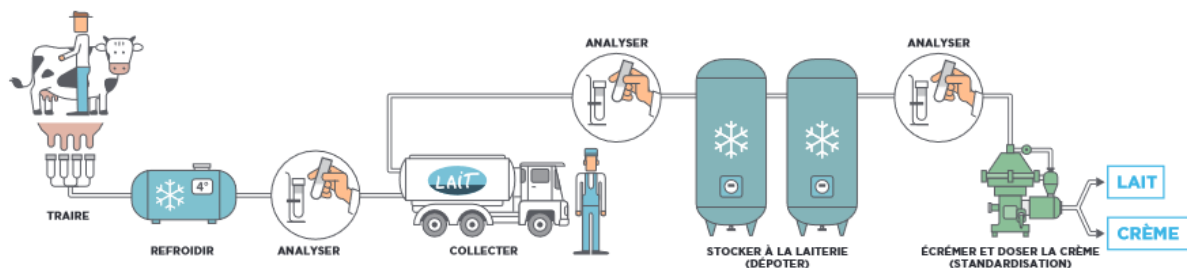 TRAIRE
4°
REFROIDIR
ANALYSER
LAIT
COLLECTER
ANALYSER
STOCKER À LA LAITERIE
(DÉPOTER)
ANALYSER
ÉCRÉMER ET DOSER LA CRÈME
(STANDARDISATION)
LAIT
CRÈME